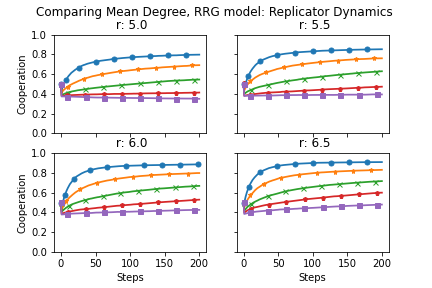 Comparing Mean Degree, RRG model: Replicator Dynamics
r: 5.0
r: 5.5
Cooperation
1.0
0.8
0.6
0.4
0.2
0.0
r: 6.0
r: 6.5
Cooperation
1.0
0.8
0.6
0.4
0.2
0.0
0 50 100 150 200
0 50 100 150 200
Steps
Steps